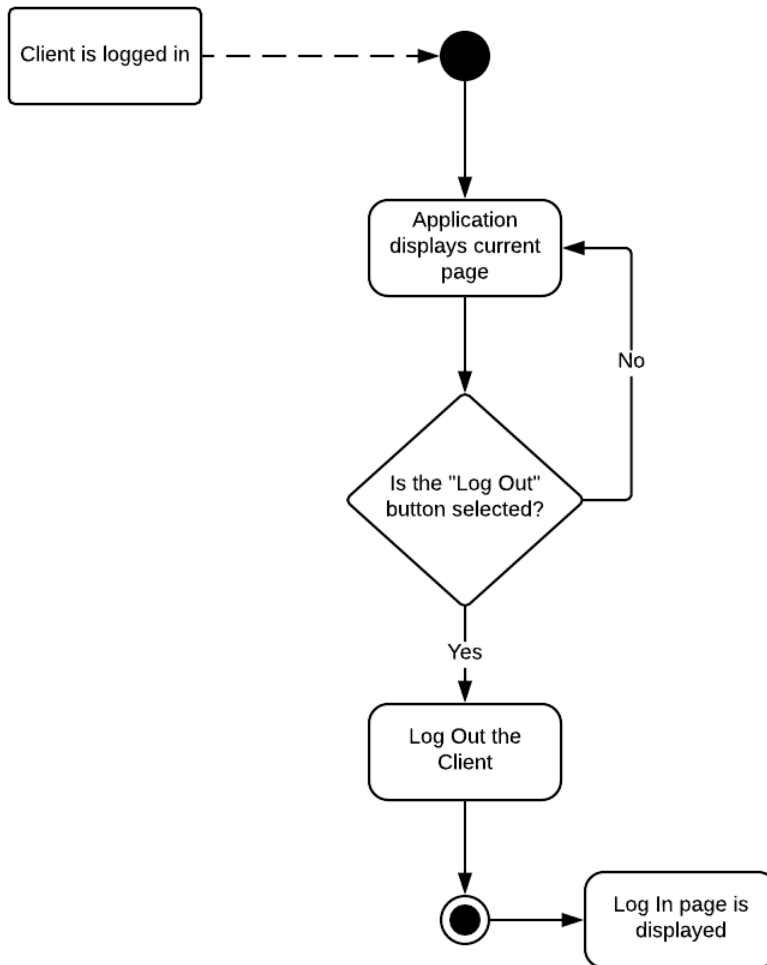 Client is logged in
Application
displays current
page
No
Is the "Log Out"
button selected?
Yes
Log Out the
Client
Log In page is
displayed